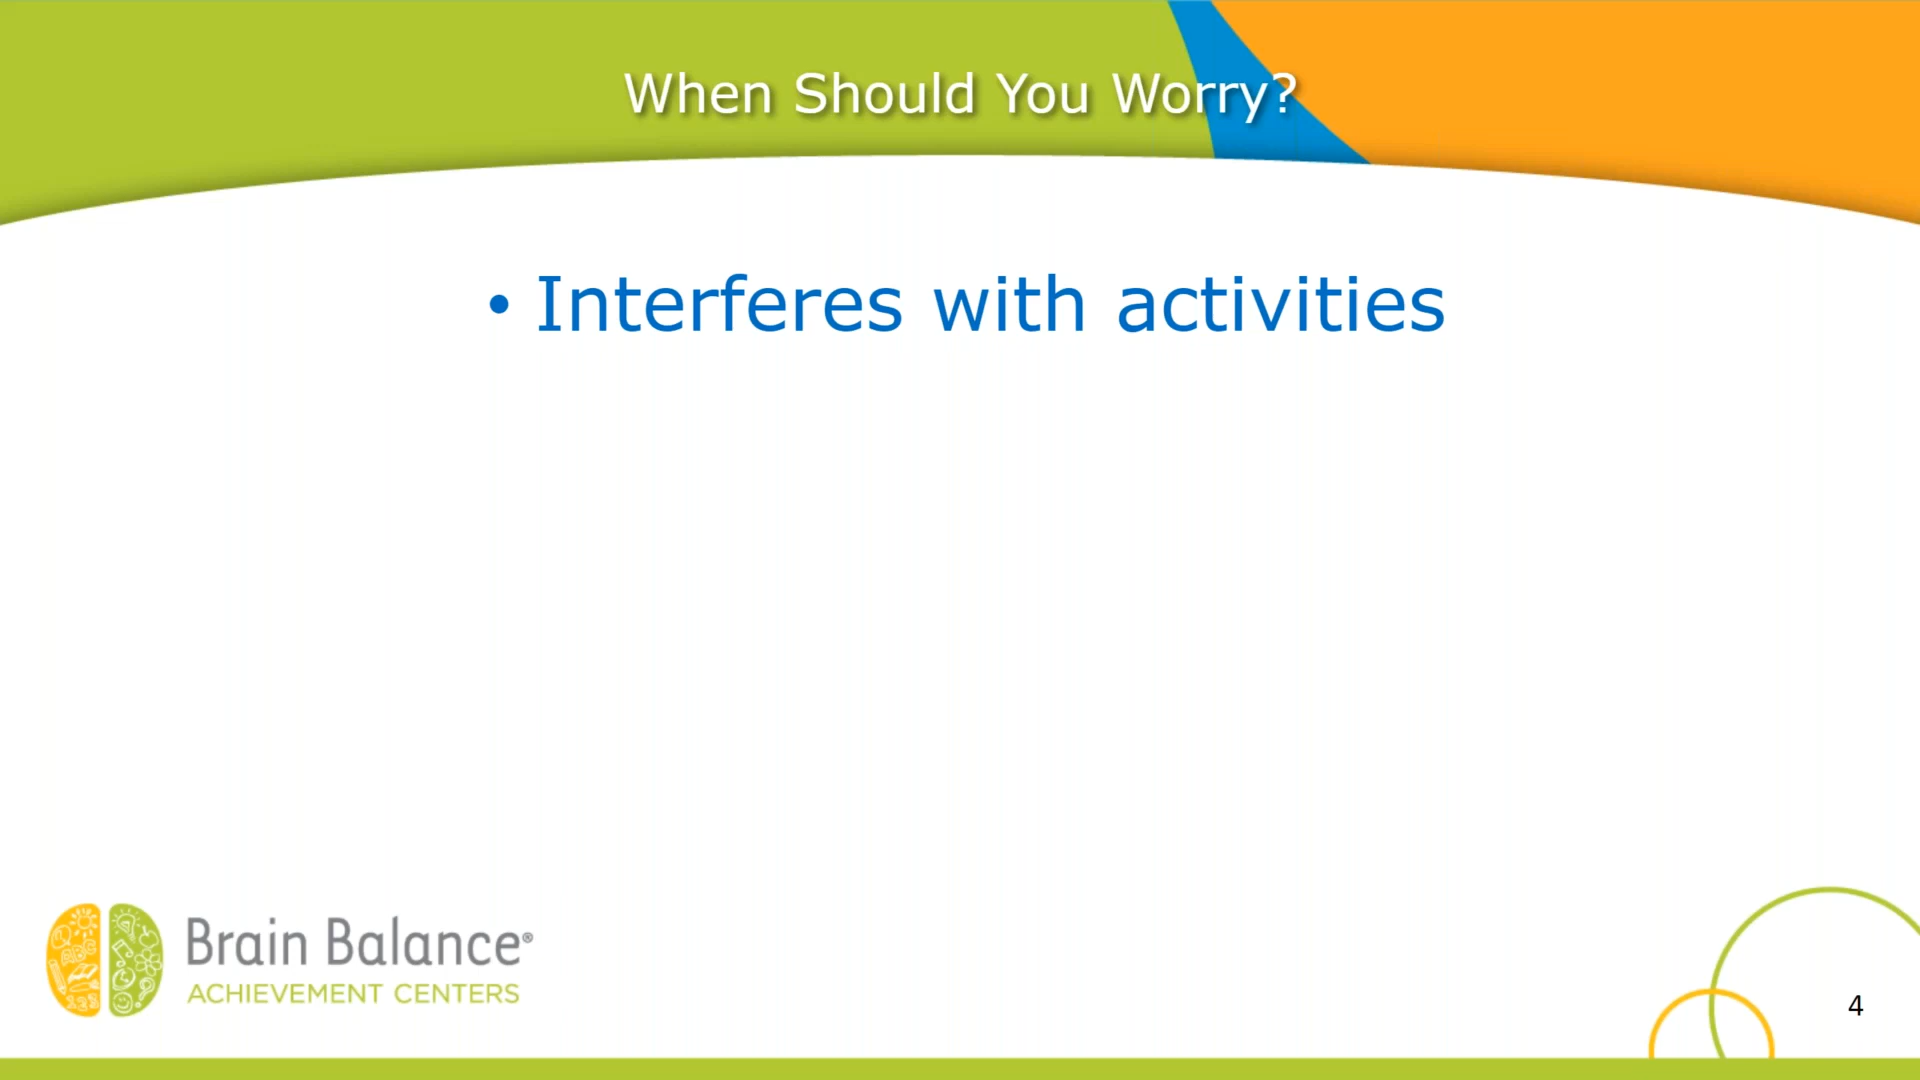 When Should You Worry?
• Interferes with activities
Brain Balance®
ACHIEVEMENT CENTERS
4